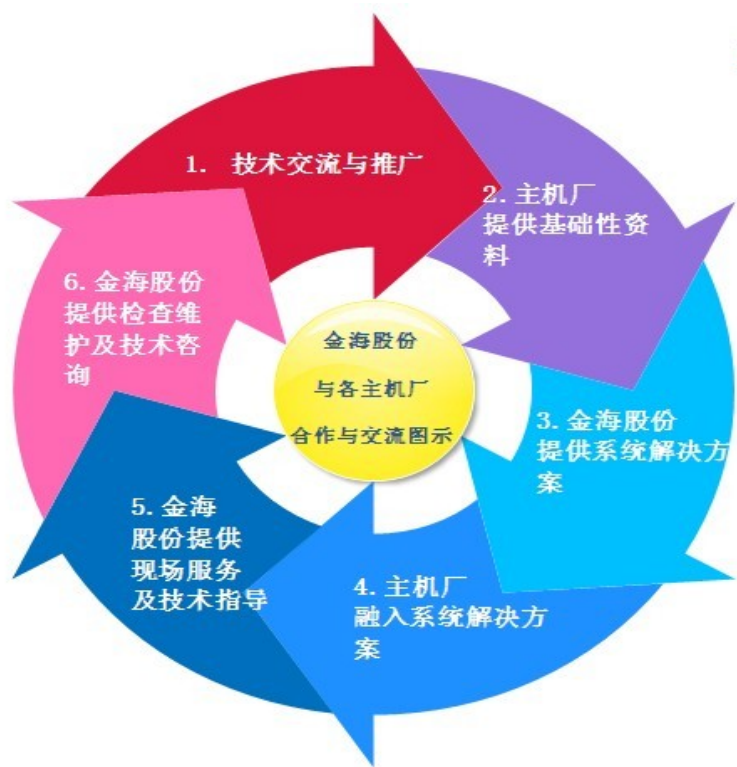 1. 技术交流与推广
2. 主机厂
提供基础性资
料
3. 金海股份
提供系统解决方
案
4. 主机厂
融入系统解决方
案
5. 金海
股份提供
现场服务
及技术指导
6. 金海股份
提供检查维
护及技术咨
询
金海股份
与各主机厂
合作与交流图示